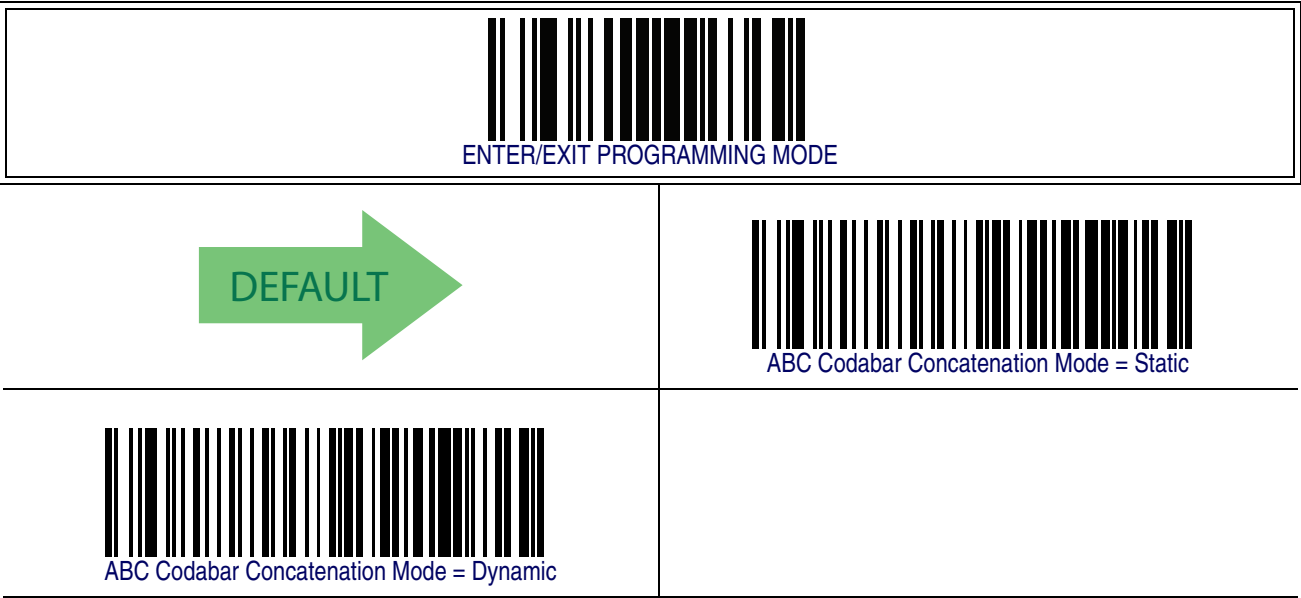 ENTER/EXIT PROGRAMMING MODE
DEFAULT
ABC Codabar Concatenation Mode = Static
ABC Codabar Concatenation Mode = Dynamic